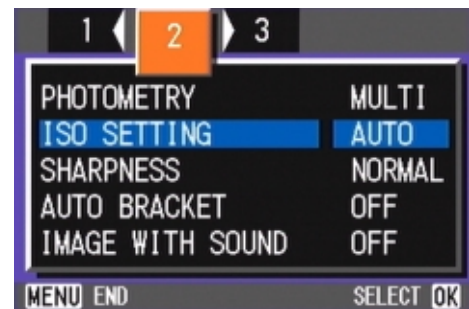 1 2 3
PHOTOMETRY MULTI
ISO SETTING AUTO
SHARPNESS NORMAL
AUTO BRACKET OFF
IMAGE WITH SOUND OFF
MENU END SELECT OK